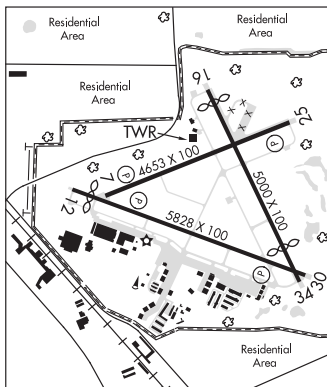 Residential
Area
Residential
Area
Residential
Area
16
25
TWR
P
P
4653 X 100
7
12
P
5000 X 100
5828 X 100
P
34
30
Residential
Area